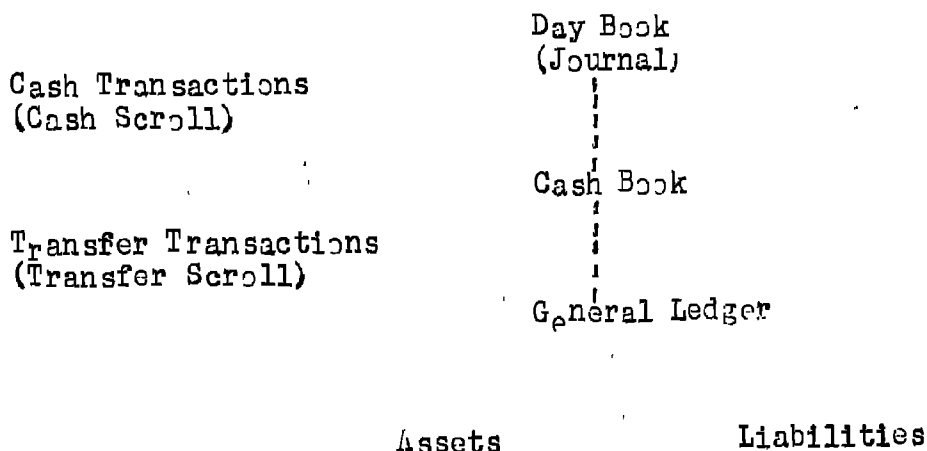 Day Book
(Journal)
Cash Transactions
(Cash Scroll)
Cash Book
Transfer Transactions
(Transfer Scroll)
General Ledger
Assets
Liabilities